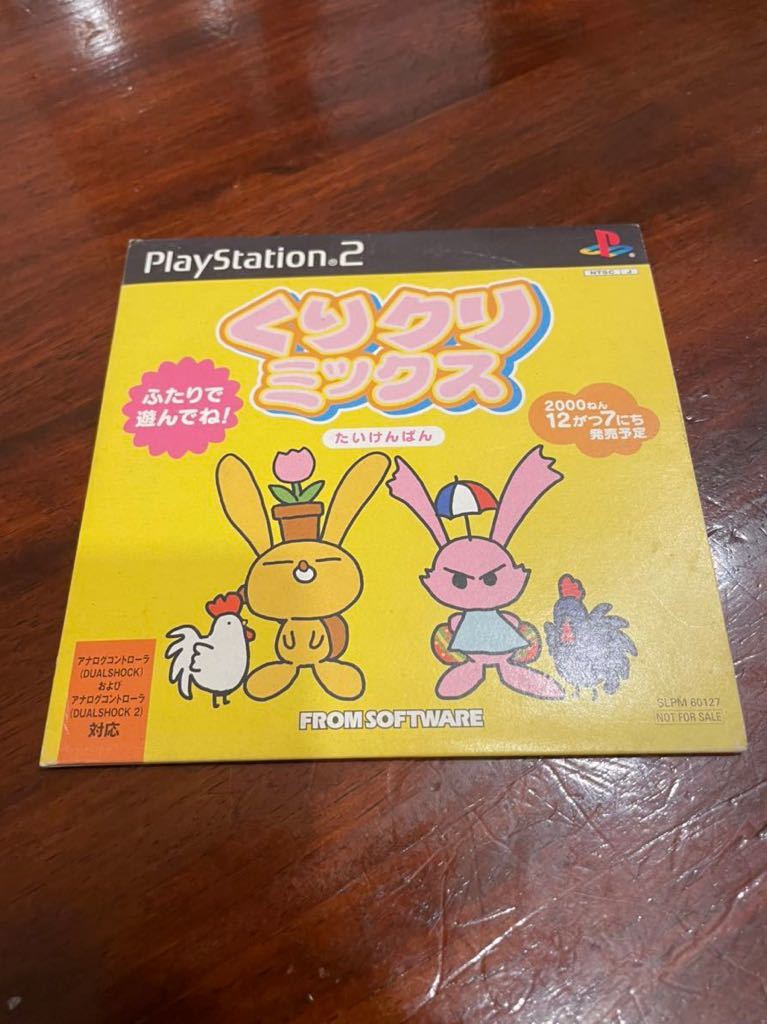 PlayStation®2
NTSC J
くりクリ
ミックス
ふたりで
遊んでね!
たいけんばん
2000ねん
12がつ7にち
発売予定
アナログコントローラ
(DUALSHOCK)
および
アナログコントローラ
(DUALSHOCK 2)
対応
FROMSOFTWARE
SLPM 60127
NOT FOR SALE